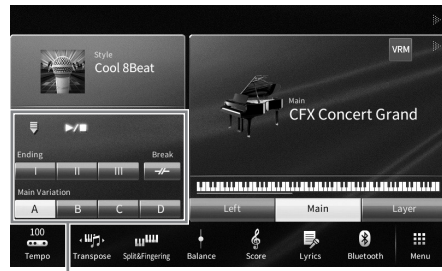 Style
Cool 8Beat
VRM
Main
CFX Concert Grand
Ending
Break
I
II
III
Main Variation
A
B
C
D
Left
Main
Layer
100
Tempo
Transpose
Split&Fingering
Balance
Score
Lyrics
Bluetooth
Menu